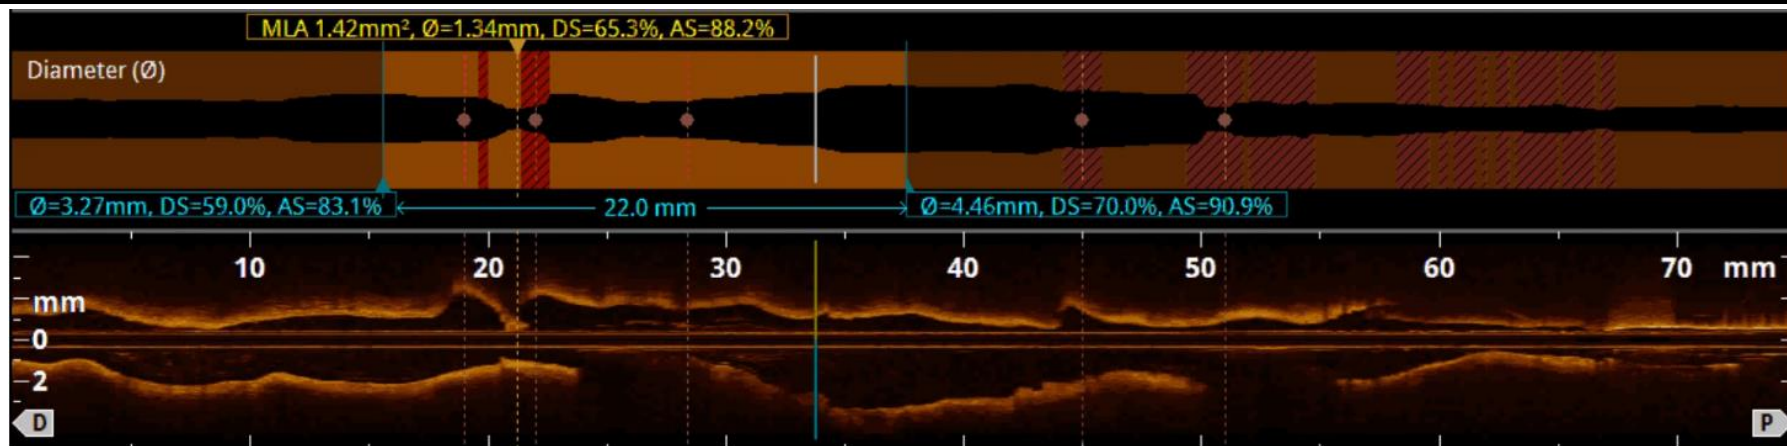 MLA 1.42mm², Ø=1.34mm, DS=65.3%, AS=88.2%
Diameter (Ø)
Ø=3.27mm, DS=59.0%, AS=83.1%
22.0 mm
Ø=4.46mm, DS=70.0%, AS=90.9%
10 20 30 40 50 60 70 mm
mm
0
2
D P